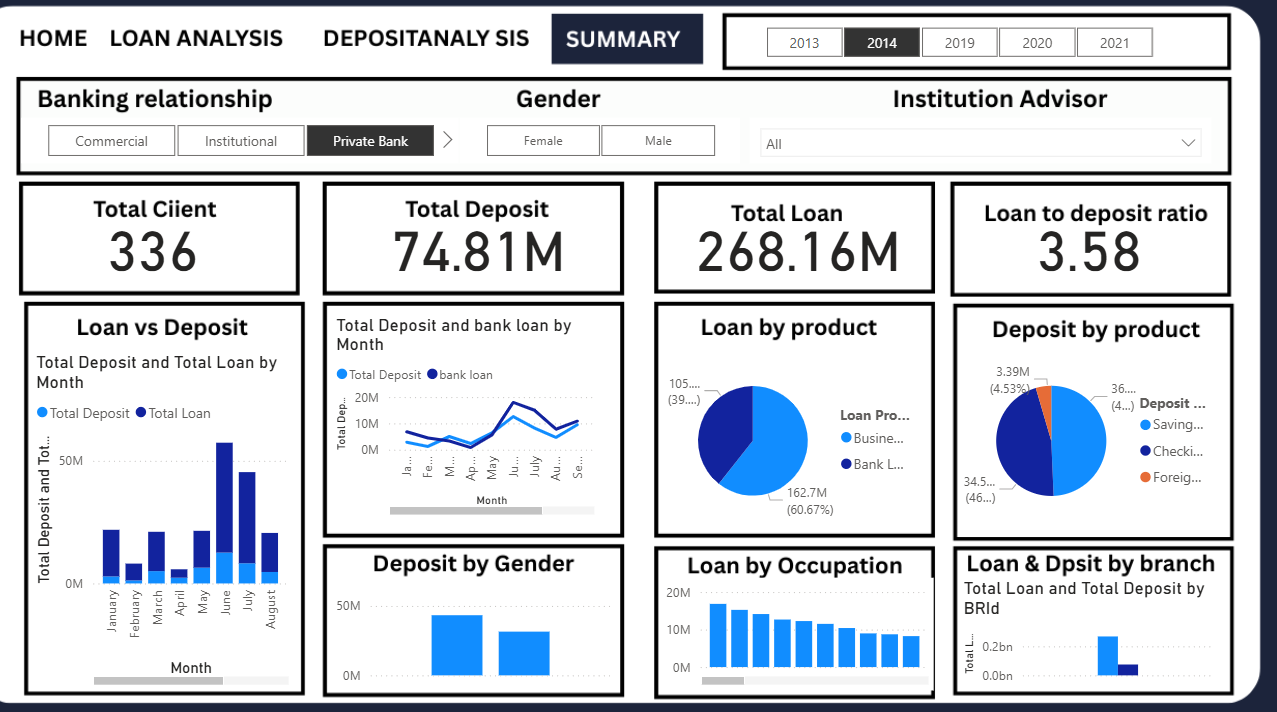 HOME LOAN ANALYSIS DEPOSITANALY SIS SUMMARY
2013 2014 2019 2020 2021
Banking relationship Gender Institution Advisor
Commercial Institutional Private Bank Female Male All
Total Ciient
336
Total Deposit
74.81M
Total Loan
268.16M
Loan to deposit ratio
3.58
Loan vs Deposit
Total Deposit and Total Loan by
Month
Total Deposit Total Loan
Total Deposit and Tot...
50M
0M
January February March April May June July August
Month
Total Deposit and bank loan by
Month
Total Deposit bank loan
Total Dep...
20M
10M
0M
Ja... Fe... M... Ap... May Ju... July Au... Se...
Month
Loan by product
105....
(39....)
162.7M
(60.67%)
Loan Pro...
Busine...
Bank L...
Deposit by product
3.39M
(4.53%)
36....
(4...)
34.5...
(46...)
Deposit ...
Saving...
Checki...
Foreig...
Deposit by Gender
50M
0M
Loan by Occupation
20M
10M
0M
Loan & Dpsit by branch
Total Loan and Total Deposit by
BRId
Total L...
0.2bn
0.0bn